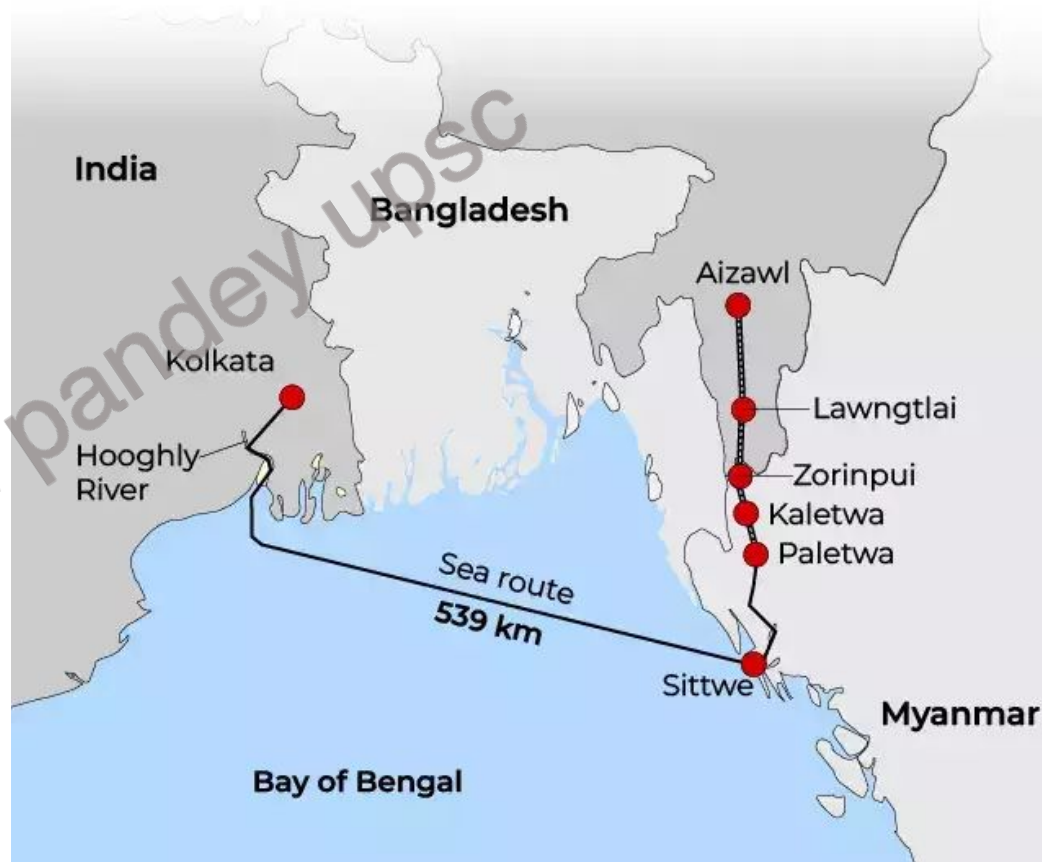 India
Bangladesh
pandey upsc
Aizawl
Kolkata
Lawngtlai
Hooghly
River
Zorinpui
Kaletwa
Paletwa
Sea route
539 km
Sittwe
Myanmar
Bay of Bengal